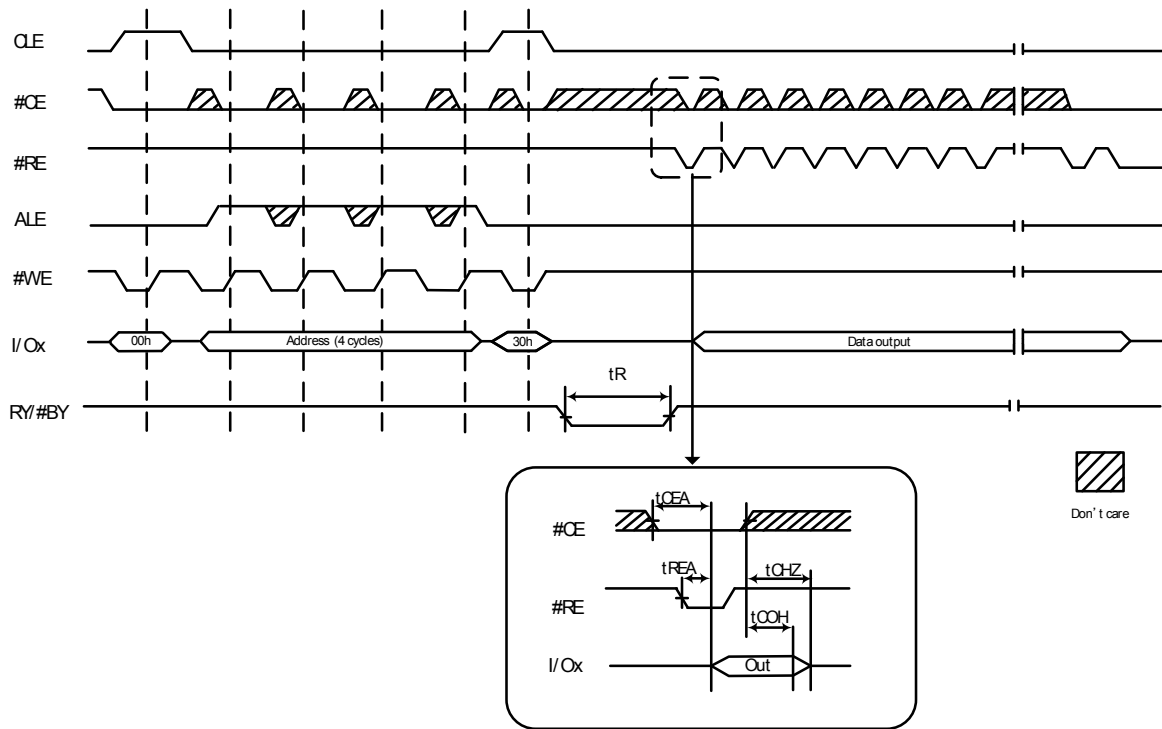 CLE
#CE
#RE
ALE
#WE
I/Ox
00h
Address (4 cycles)
30h
Data output
tR
RY/#BY
Don't care
tCEA
#CE
tREA
tCHZ
#RE
tCOH
I/Ox
Out